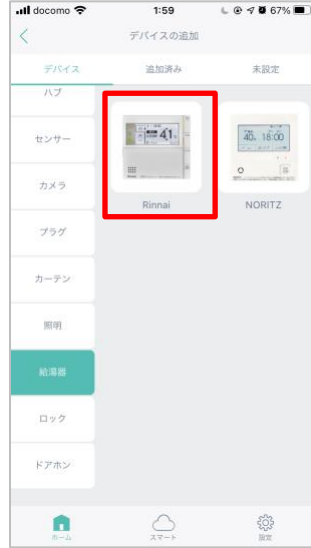 docomo 1:59 67%
デバイスの追加
デバイス 追加済み 未設定
ハブ
センサー
カメラ
プラグ
カーテン
照明
給湯器
ロック
ドアホン
41
Rinnai
40 18:00
NORITZ
ホーム スマート 設定